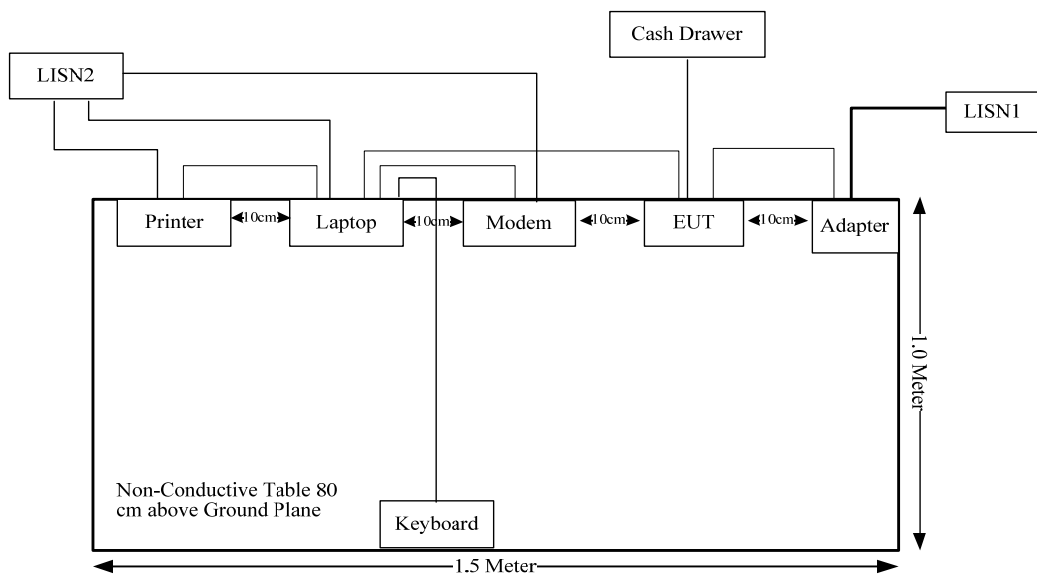 Cash Drawer
LISN2
LISN1
Printer
10cm
Laptop
10cm
Modem
10cm
EUT
10cm
Adapter
1.0 Meter
Non-Conductive Table 80
cm above Ground Plane
Keyboard
1.5 Meter